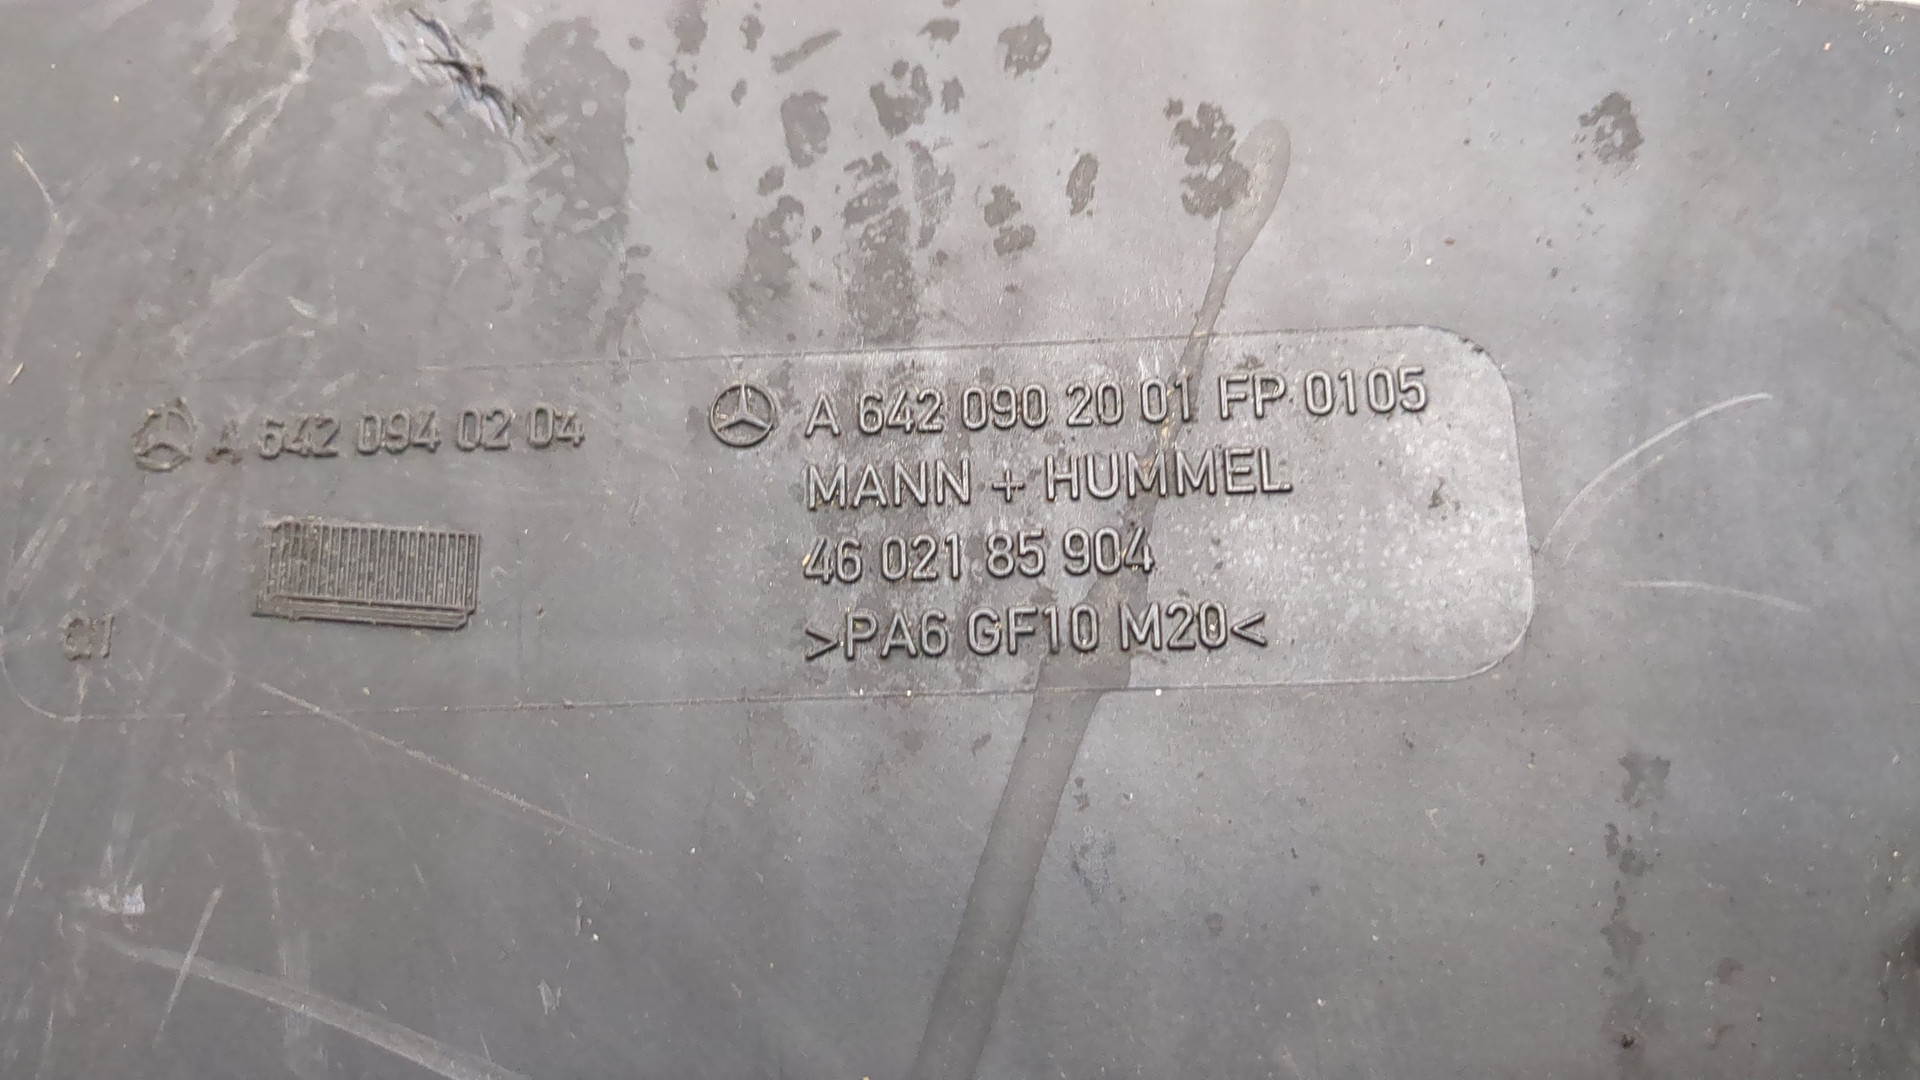 A 642 094 02 04
A 642 090 20 01 FP 0105
MANN + HUMMEL
46 021 85 904
>PA6 GF10 M20<